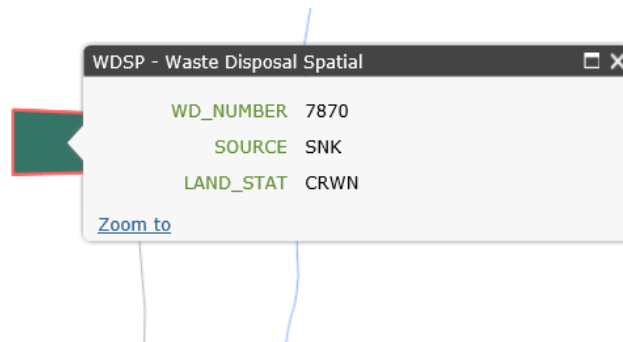 WDSP - Waste Disposal Spatial
WD_NUMBER 7870
SOURCE SNK
LAND_STAT CRWN
Zoom to